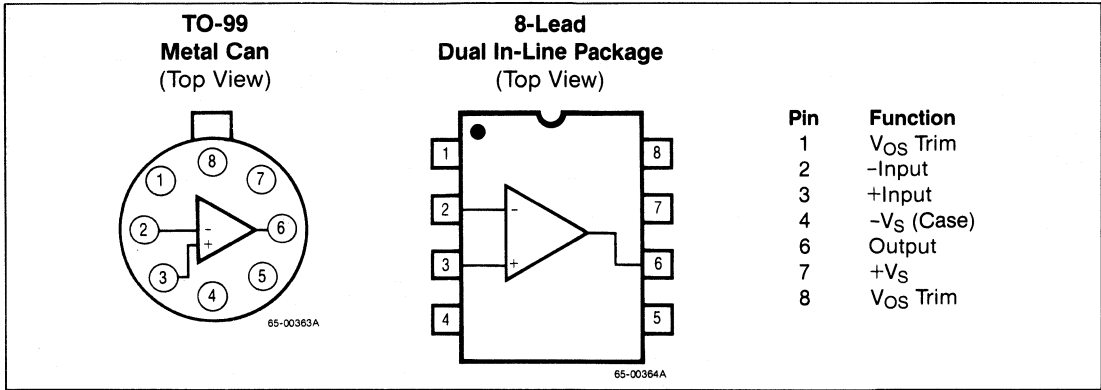 TO-99
Metal Can
(Top View)
8
1
7
2
-
6
+
3
5
4
65-00363A
8-Lead
Dual In-Line Package
(Top View)
1
8
2
-
7
3
+
6
4
5
65-00364A
Pin Function
1 VOS Trim
2 -Input
3 +Input
4 -VS (Case)
6 Output
7 +VS
8 VOS Trim